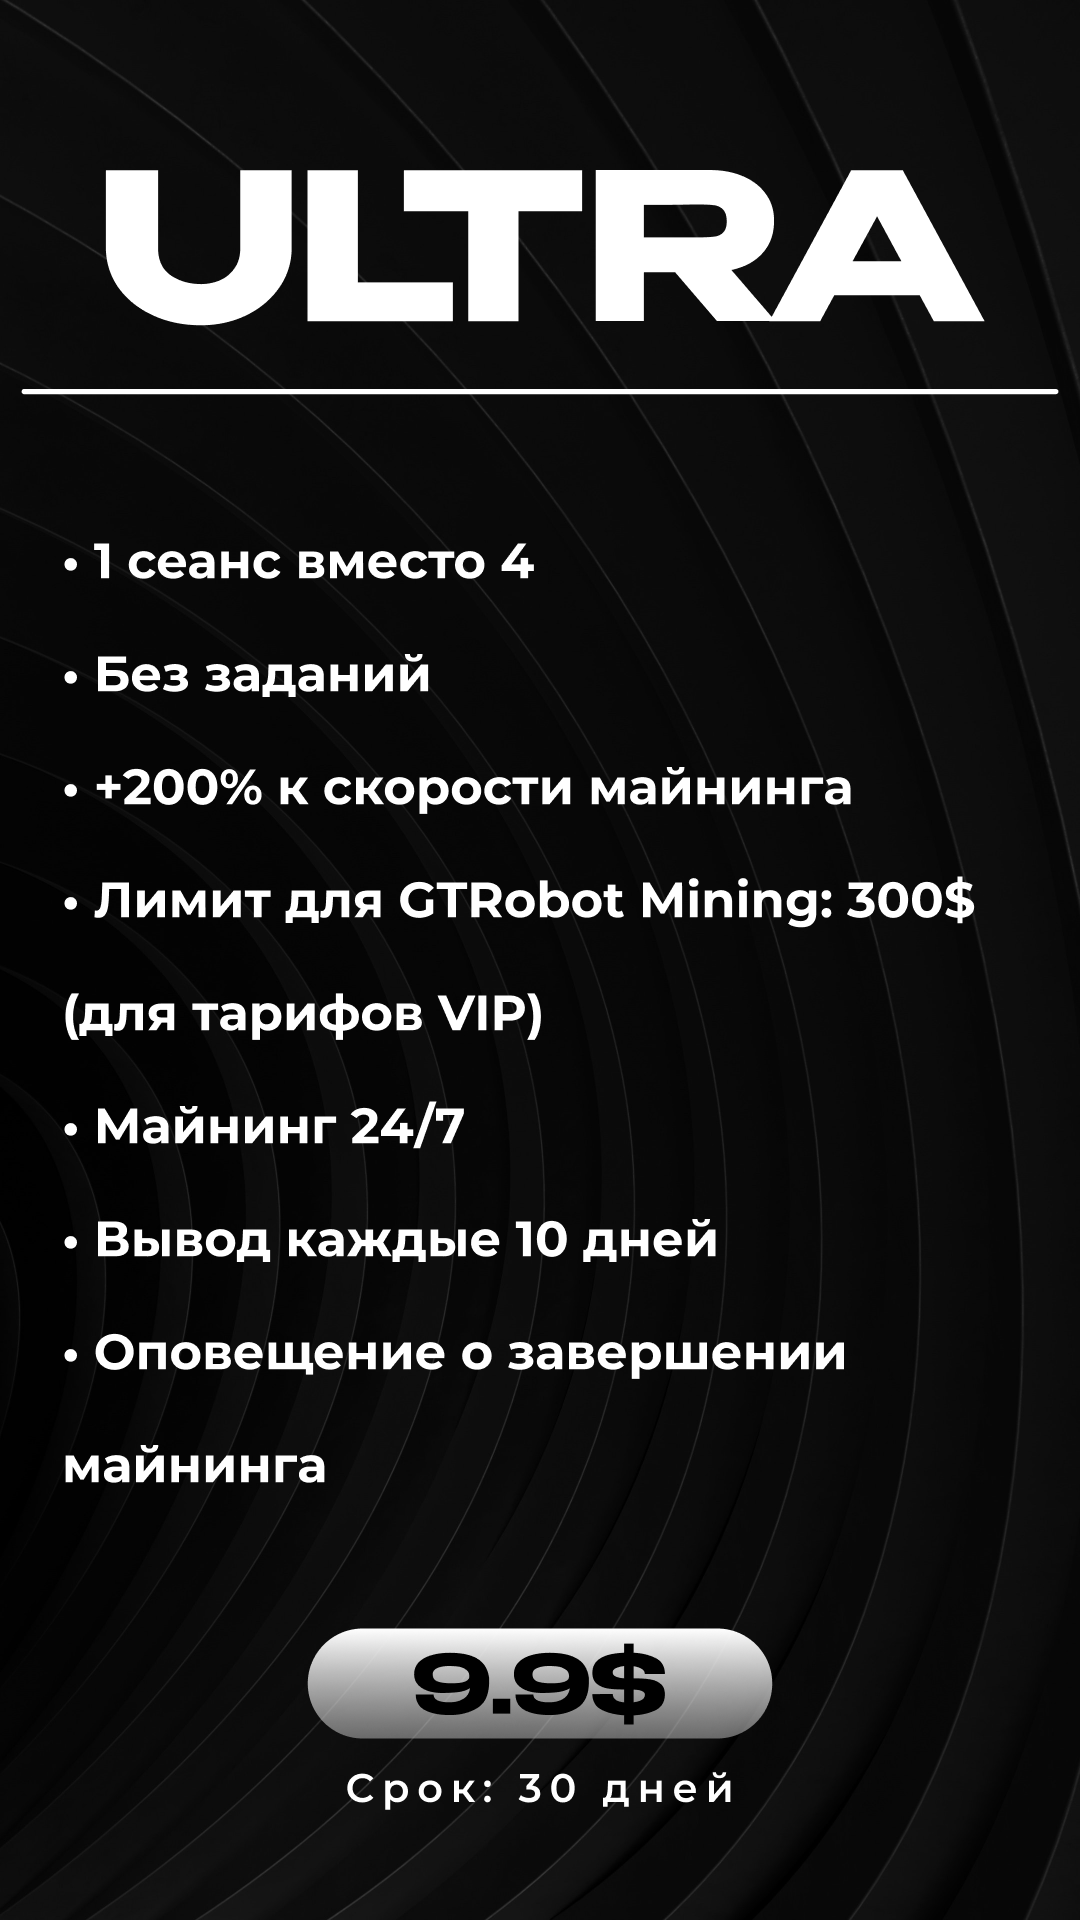 ULTRA
• 1 сеанс вместо 4
• Без заданий
• +200% к скорости майнинга
• Лимит для GTRobot Mining: 300$
(для тарифов VIP)
• Майнинг 24/7
• Вывод каждые 10 дней
• Оповещение о завершении
майнинга
9.9$
Срок: 30 дней